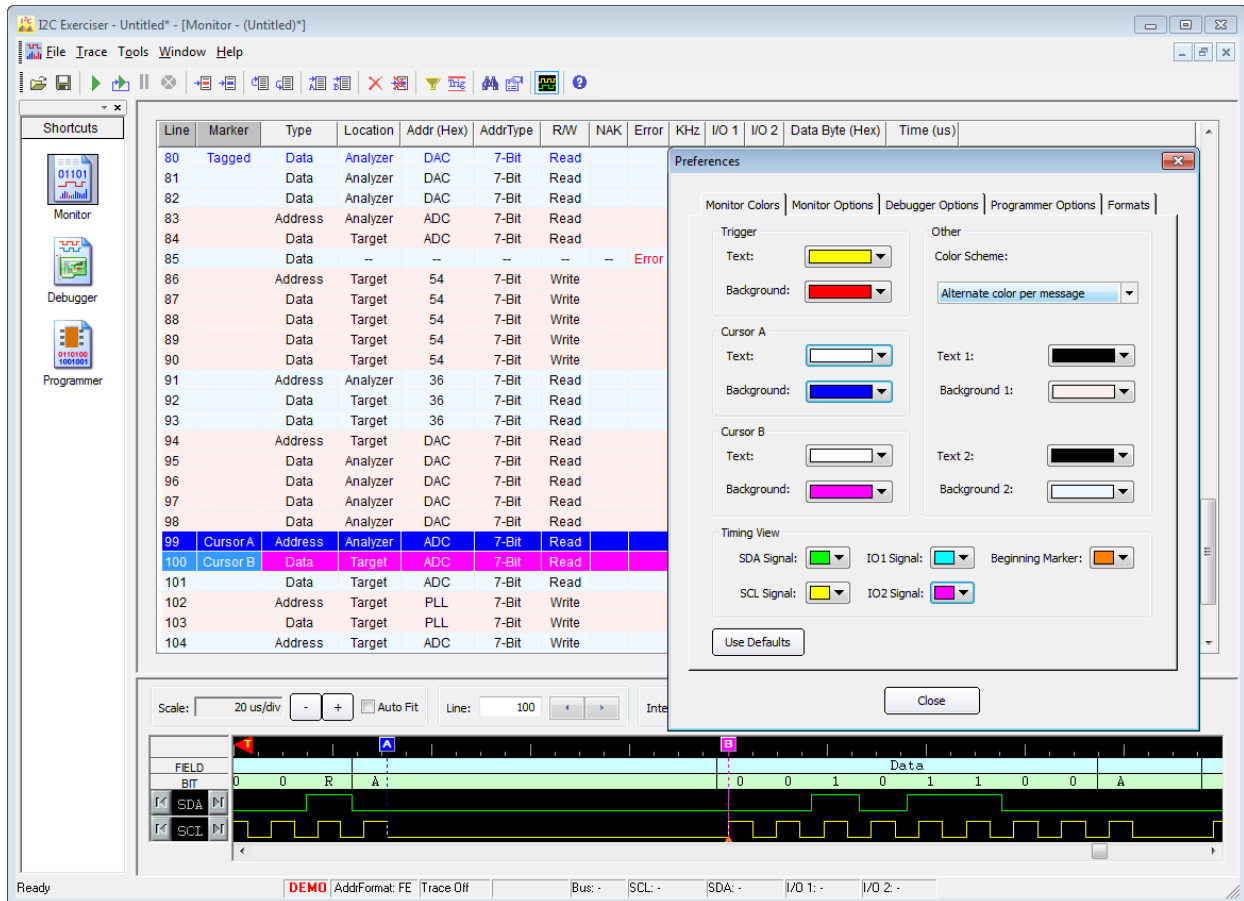 I2C Exerciser - Untitled* - [Monitor - (Untitled)*]
File Trace Tools Window Help
Shortcuts
Monitor
Debugger
Programmer
Line Marker Type Location Addr (Hex) AddrType R/W NAK Error KHz I/O 1 I/O 2 Data Byte (Hex) Time (us)
80 Tagged Data Analyzer DAC 7-Bit Read
81 Data Analyzer DAC 7-Bit Read
82 Data Analyzer DAC 7-Bit Read
83 Address Analyzer ADC 7-Bit Read
84 Data Target ADC 7-Bit Read
85 Data -- -- -- -- -- Error
86 Address Target 54 7-Bit Write
87 Data Target 54 7-Bit Write
88 Data Target 54 7-Bit Write
89 Data Target 54 7-Bit Write
90 Data Target 54 7-Bit Write
91 Address Analyzer 36 7-Bit Read
92 Data Target 36 7-Bit Read
93 Data Target 36 7-Bit Read
94 Address Target DAC 7-Bit Read
95 Data Analyzer DAC 7-Bit Read
96 Data Analyzer DAC 7-Bit Read
97 Data Analyzer DAC 7-Bit Read
98 Data Analyzer DAC 7-Bit Read
99 Cursor A Address Analyzer ADC 7-Bit Read
100 Cursor B Data Target ADC 7-Bit Read
101 Data Target ADC 7-Bit Read
102 Address Target PLL 7-Bit Write
103 Data Target PLL 7-Bit Write
104 Address Target ADC 7-Bit Write
Preferences
Monitor Colors Monitor Options Debugger Options Programmer Options Formats
Trigger
Text:
Background:
Cursor A
Text:
Background:
Cursor B
Text:
Background:
Other
Color Scheme:
Alternate color per message
Text 1:
Background 1:
Text 2:
Background 2:
Timing View
SDA Signal: IO1 Signal: Beginning Marker:
SCL Signal: IO2 Signal:
Use Defaults
Close
Scale: 20 us/div - + Auto Fit Line: 100 Inte
T A B
FIELD Data
BIT 0 0 R A 0 0 1 0 1 1 0 0 A
SDA
SCL
Ready DEMO AddrFormat: FE Trace Off Bus: - SCL: - SDA: - I/O 1: - I/O 2: -